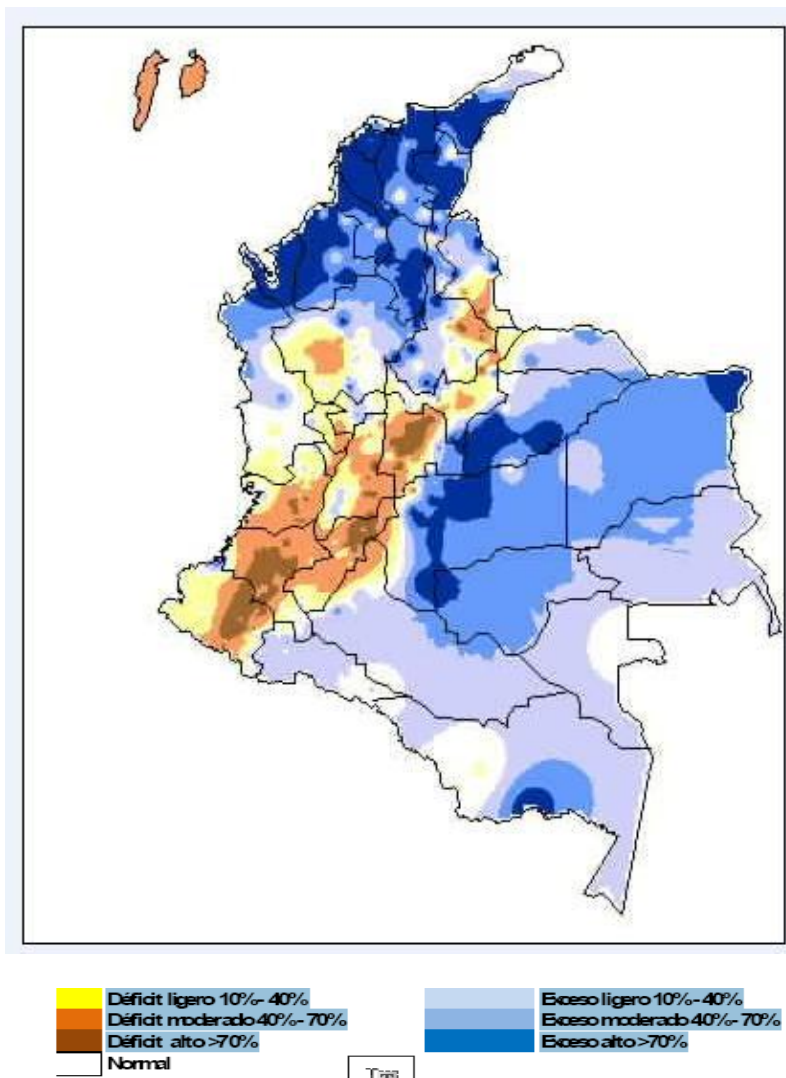 Déficit ligero 10%- 40%
Déficit moderado 40%- 70%
Déficit alto >70%
Normal
Exceso ligero 10%- 40%
Exceso moderado 40%- 70%
Exceso alto >70%